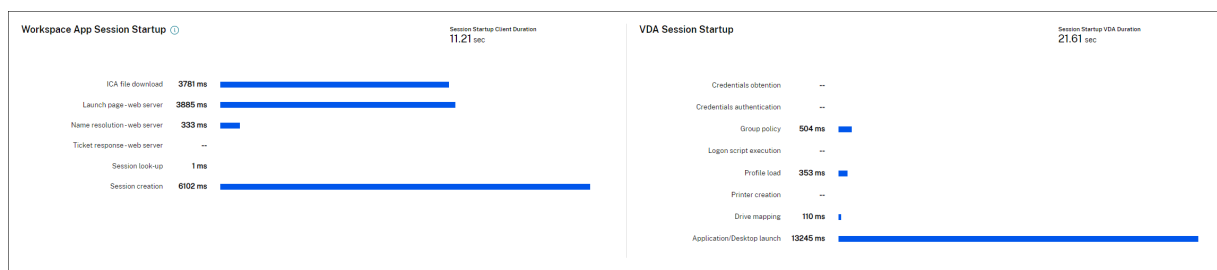 Workspace App Session Startup
Session Startup Client Duration
11.21 sec
ICA file download 3781 ms
Launch page-web server 3885 ms
Name resolution-web server 333 ms
Ticket response-web server --
Session look-up 1 ms
Session creation 6102 ms
VDA Session Startup
Session Startup VDA Duration
21.61 sec
Credentials obtention --
Credentials authentication --
Group policy 504 ms
Logon script execution --
Profile load 353 ms
Printer creation --
Drive mapping 110 ms
Application/Desktop launch 13245 ms